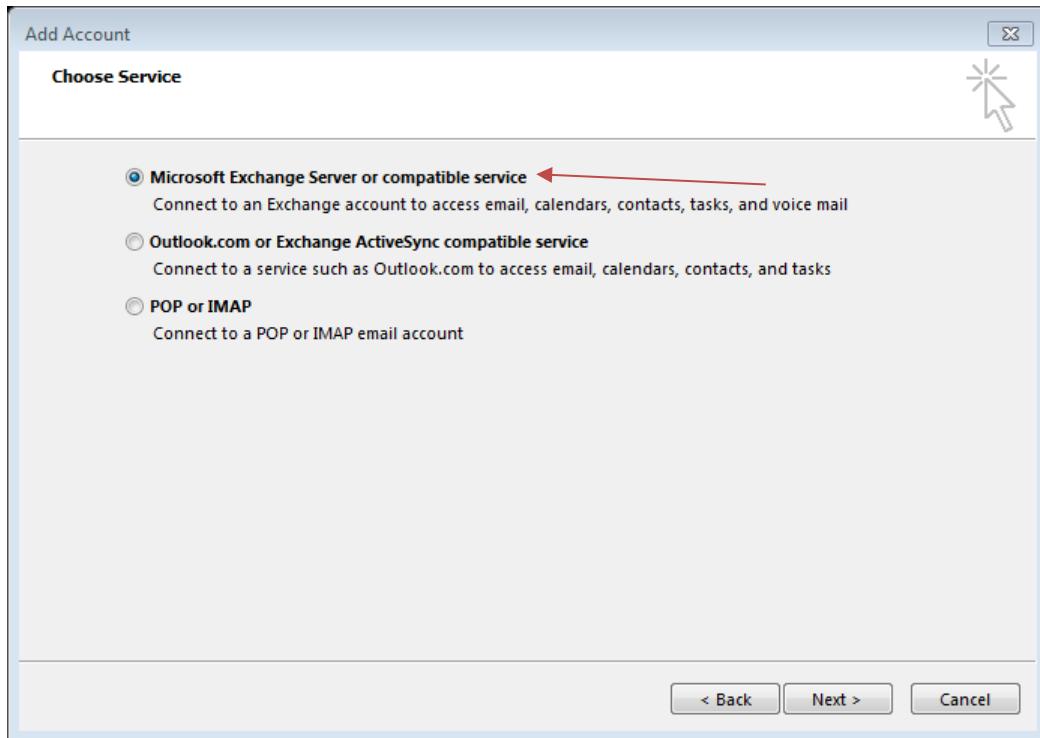 Add Account
Choose Service
Microsoft Exchange Server or compatible service
Connect to an Exchange account to access email, calendars, contacts, tasks, and voice mail
Outlook.com or Exchange ActiveSync compatible service
Connect to a service such as Outlook.com to access email, calendars, contacts, and tasks
POP or IMAP
Connect to a POP or IMAP email account
< Back Next > Cancel